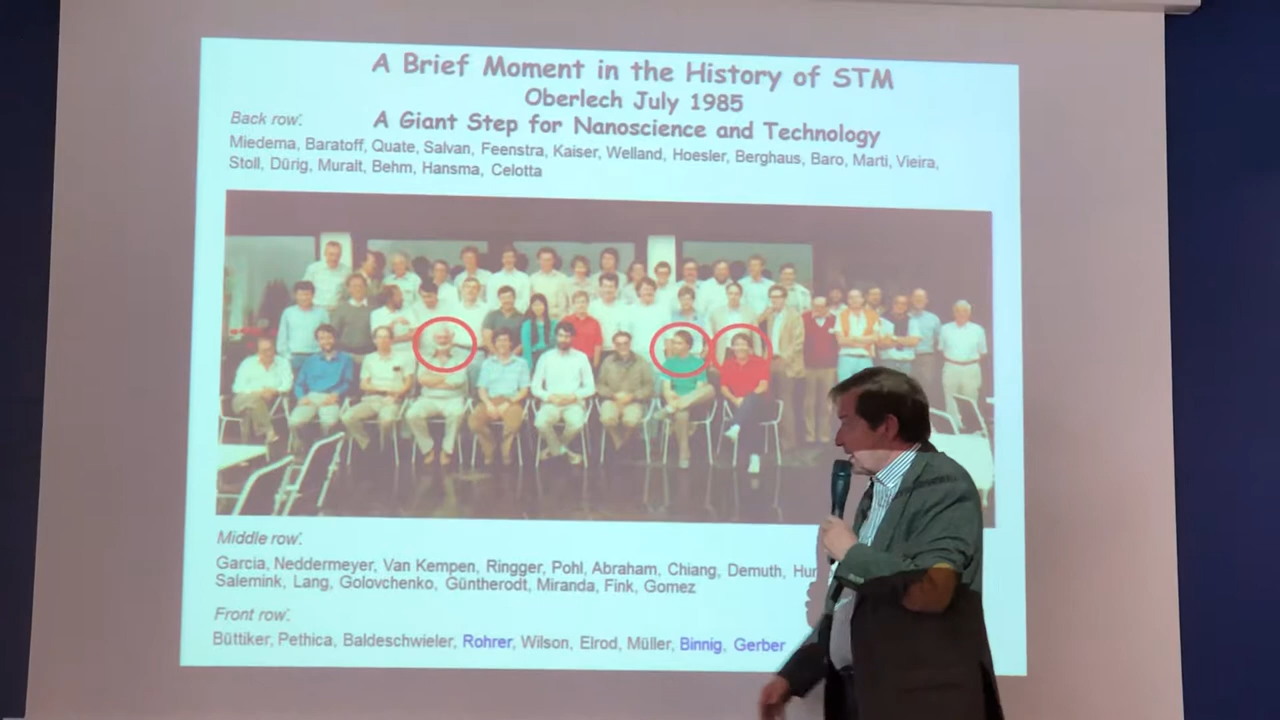 A Brief Moment in the History of STM
Oberlech July 1985
Back row:
A Giant Step for Nanoscience and Technology
Miedema, Baratoff, Quate, Salvan, Feenstra, Kaiser, Welland, Hoesler, Berghaus, Baro, Marti, Vieira,
Stoll, Dürig, Muralt, Behm, Hansma, Celotta
Middle row:
Garcia, Neddermeyer, Van Kempen, Ringger, Pohl, Abraham, Chiang, Demuth,
Salemink, Lang, Golovchenko, Güntherodt, Miranda, Fink, Gomez
Front row:
Büttiker, Pethica, Baldeschwieler, Rohrer, Wilson, Elrod, Müller, Binnig, Gerber